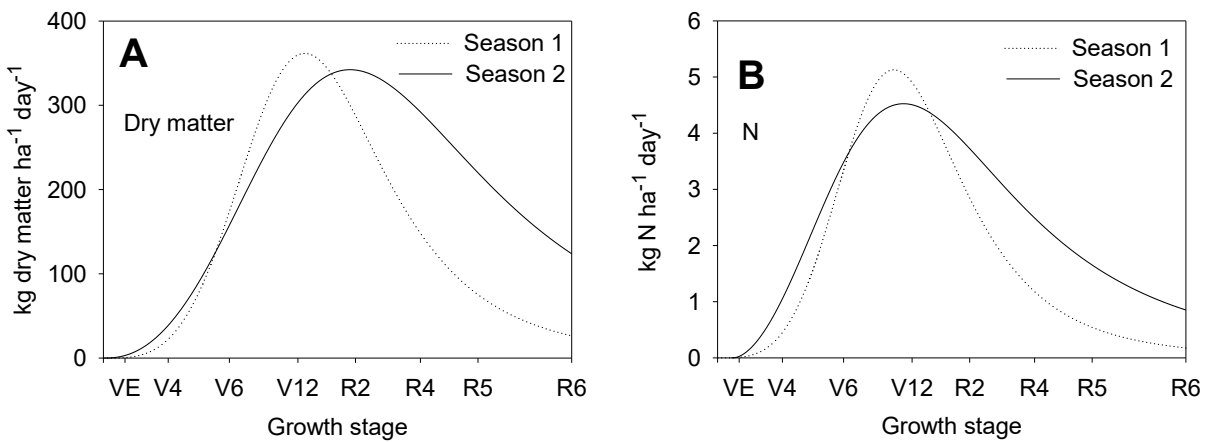 A
Dry matter
Season 1
Season 2
kg dry matter ha-1 day-1
400
300
200
100
0
VE V4 V6 V12 R2 R4 R5 R6
Growth stage
B
N
Season 1
Season 2
kg N ha-1 day-1
6
5
4
3
2
1
0
VE V4 V6 V12 R2 R4 R5 R6
Growth stage